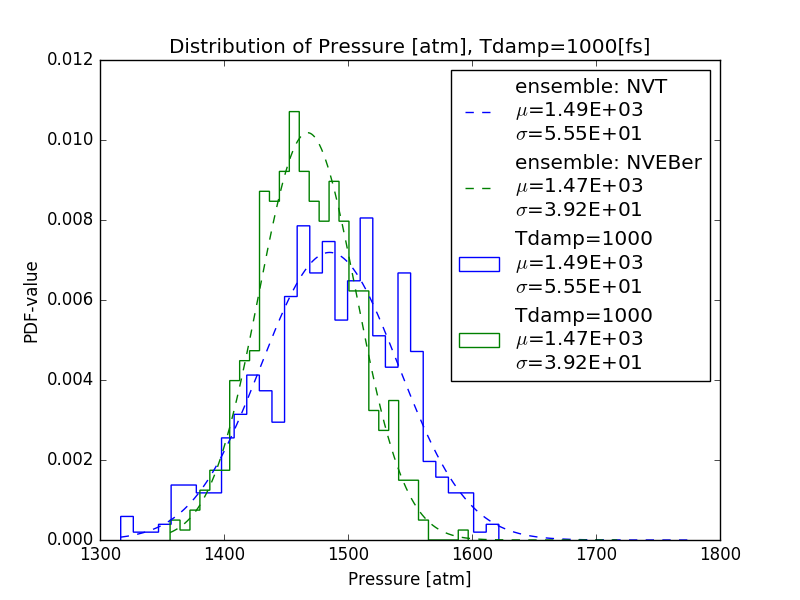 Distribution of Pressure [atm], Tdamp=1000[fs]
0.012
0.010
0.008
0.006
0.004
0.002
0.000
PDF-value
1300
1400
1500
1600
1700
1800
Pressure [atm]
ensemble: NVT
μ=1.49E+03
σ=5.55E+01
ensemble: NVEBer
μ=1.47E+03
σ=3.92E+01
Tdamp=1000
μ=1.49E+03
σ=5.55E+01
Tdamp=1000
μ=1.47E+03
σ=3.92E+01